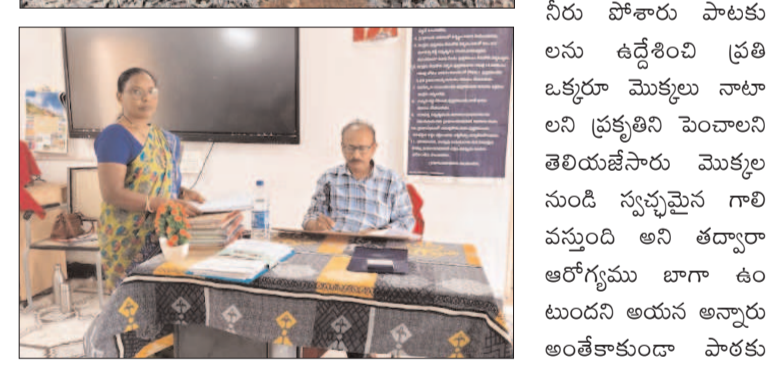 నీరు పోశారు పాటకు
లను ఉద్దేశించి ప్రతి
ఒక్కరూ మొక్కలు నాటా
లని ప్రకృతిని పెంచాలని
తెలియజేసారు మొక్కల
నుండి స్వచ్ఛమైన గాలి
వస్తుంది అని తద్వారా
ఆరోగ్యము బాగా ఉం
టుందని అయన అన్నారు
అంతేకాకుండా పాఠకు